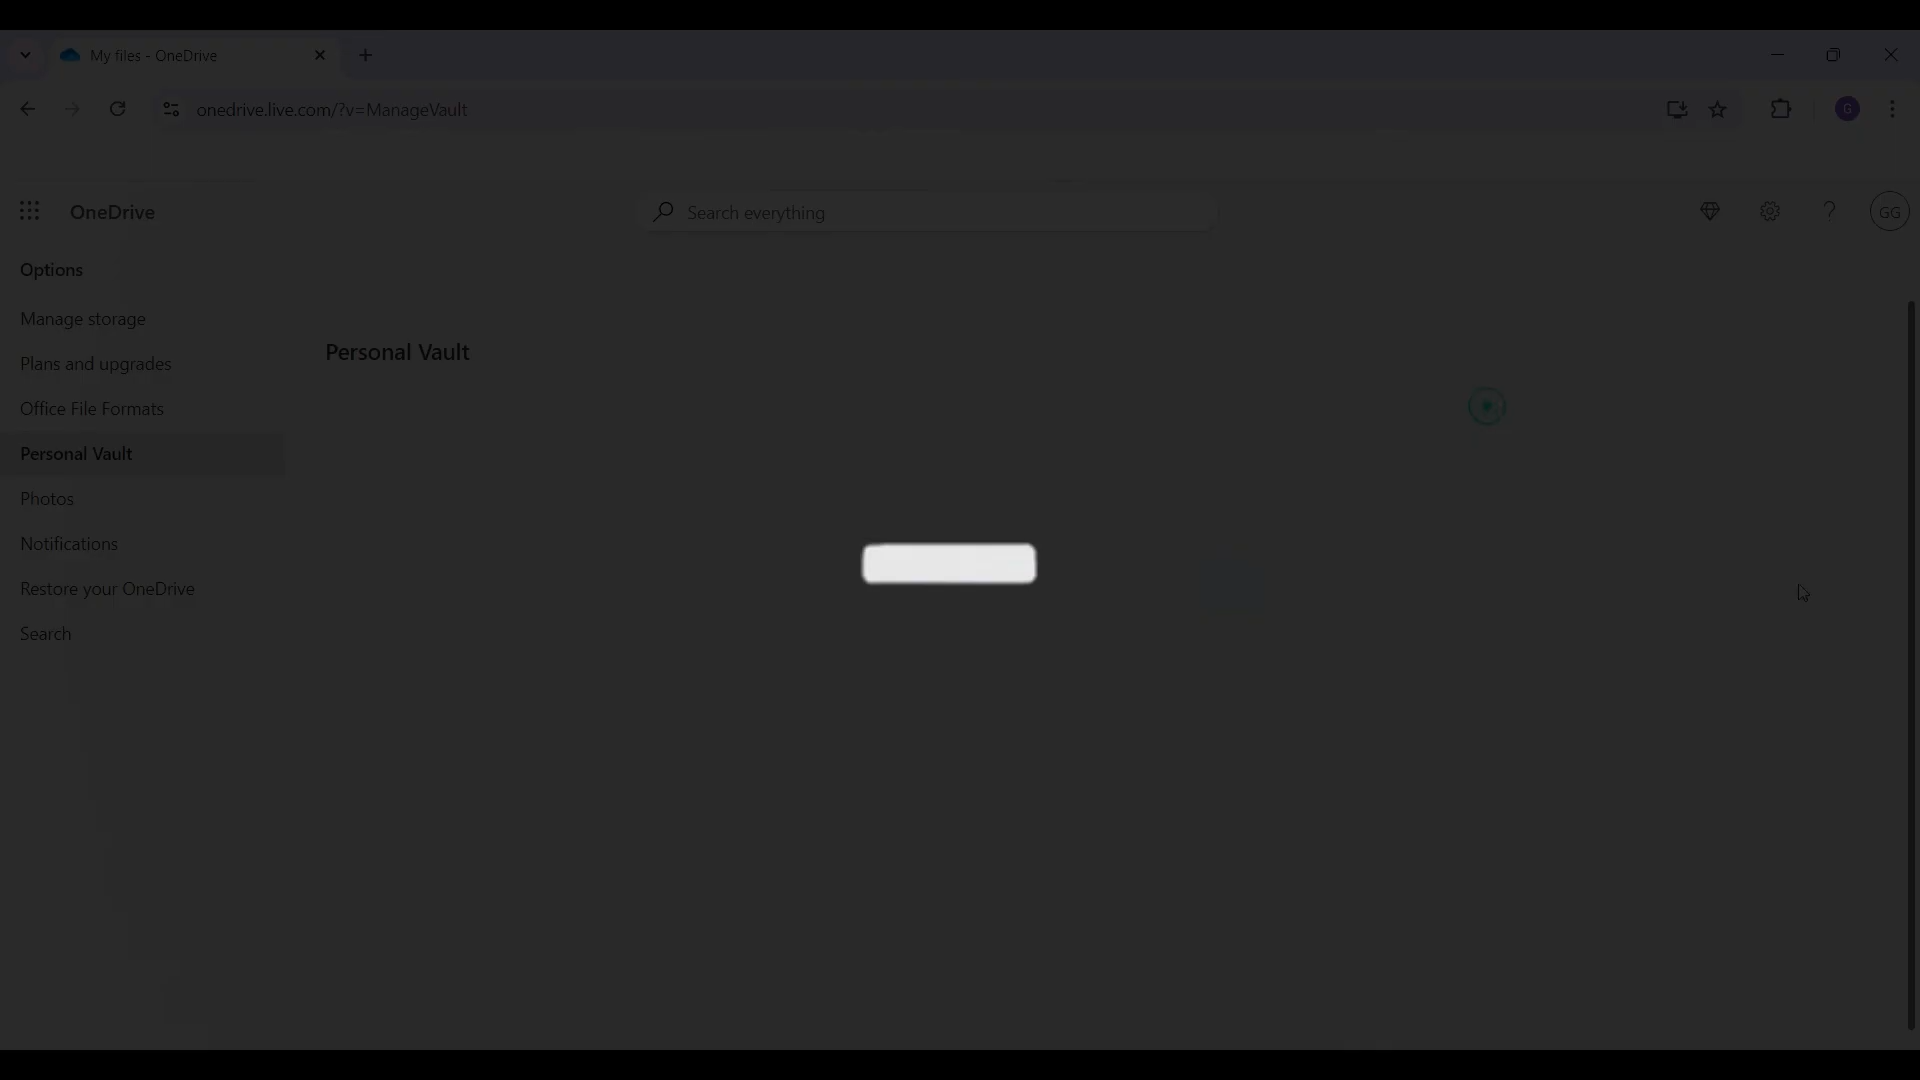 My files - OneDrive
onedrive.live.com/?v=ManageVault
G
OneDrive
Search everything
GG
Options
Manage storage
Plans and upgrades
Office File Formats
Personal Vault
Photos
Notifications
Restore your OneDrive
Search
Personal Vault